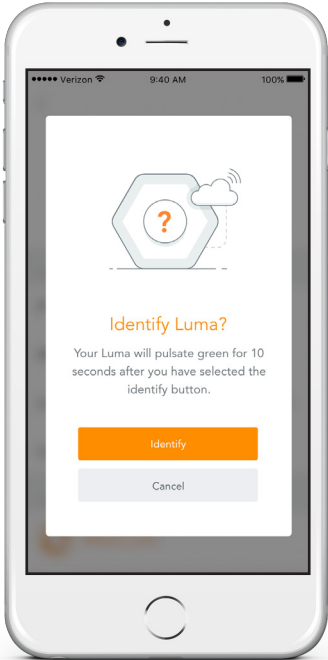 Verizon 9:40 AM 100%
?
Identify Luma?
Your Luma will pulsate green for 10
seconds after you have selected the
identify button.
Identify
Cancel